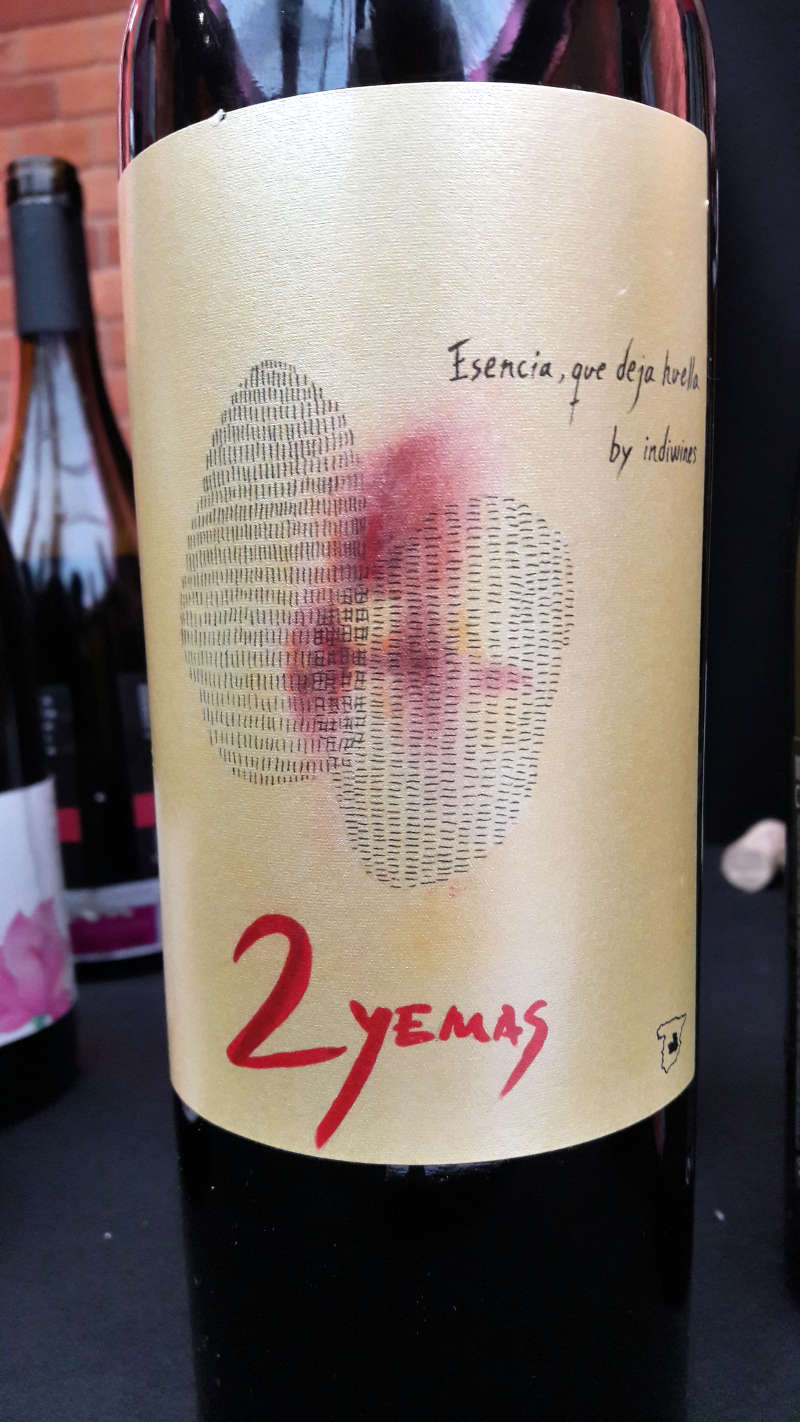 Esencia, que deja huella
by indiwines
2 YEMAS